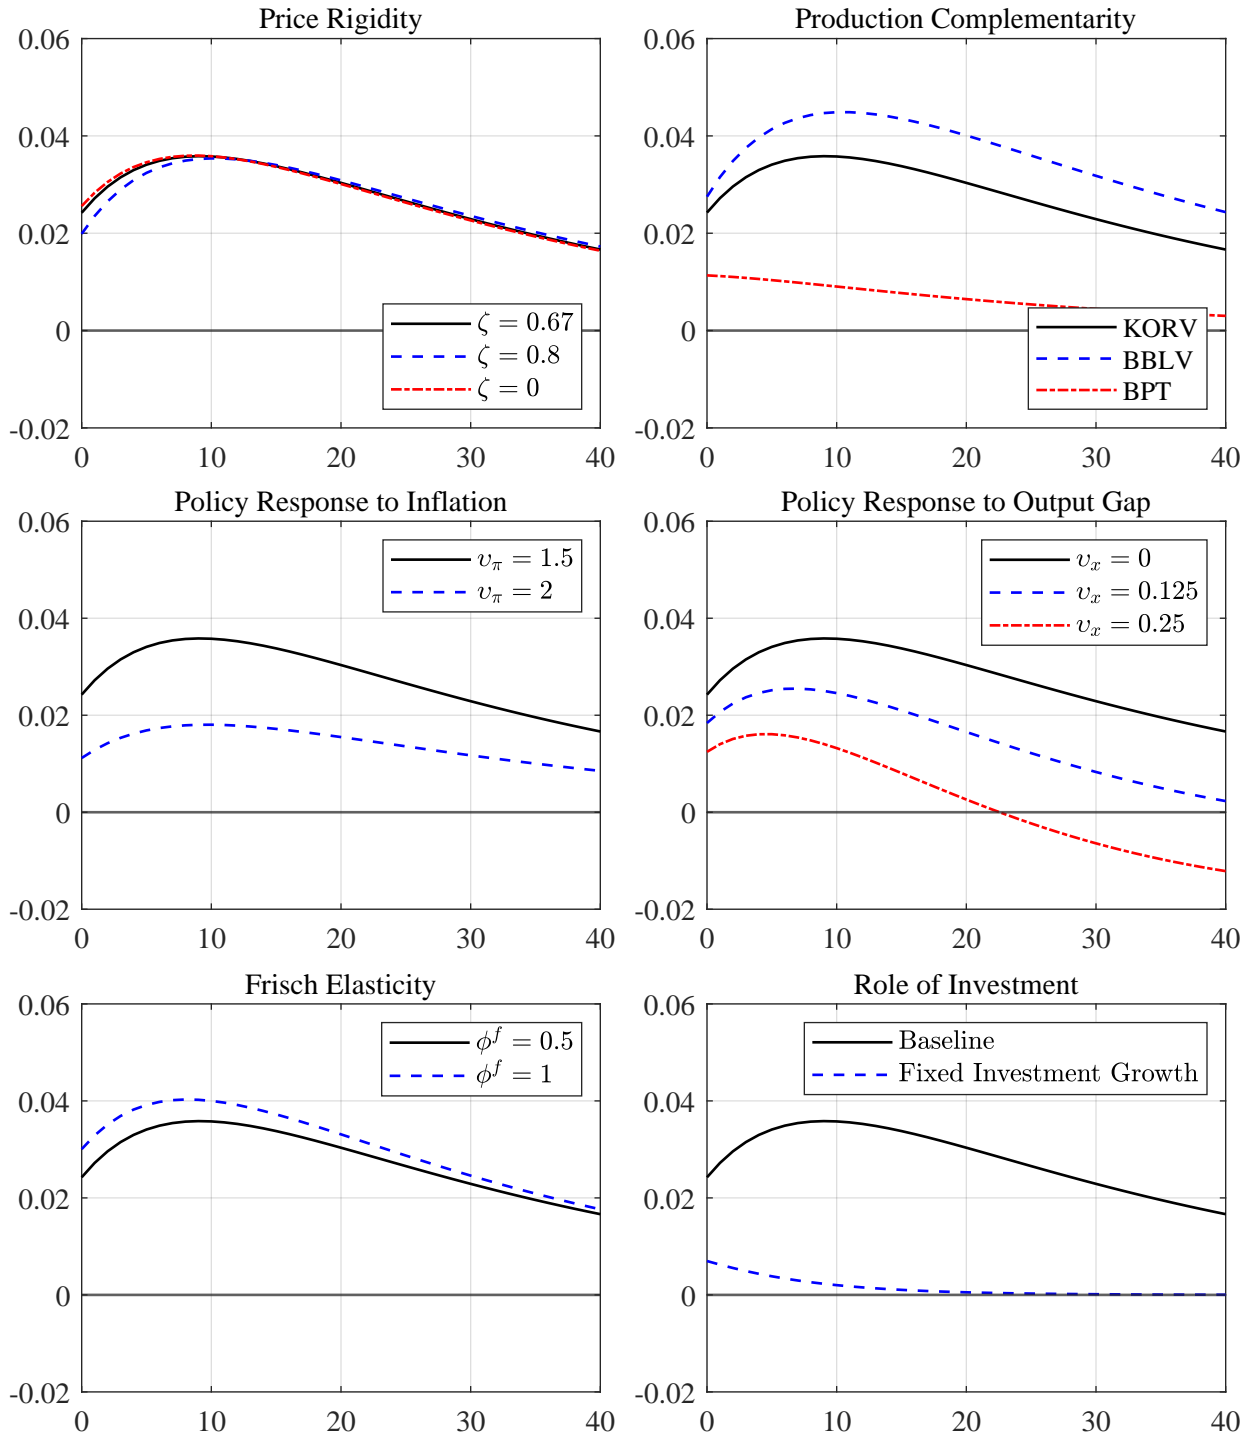 Price Rigidity
0.06
0.04
0.02
0
-0.02
0 10 20 30 40
ζ = 0.67
ζ = 0.8
ζ = 0
Production Complementarity
0.06
0.04
0.02
0
-0.02
0 10 20 30 40
KORV
BBLV
BPT
Policy Response to Inflation
0.06
0.04
0.02
0
-0.02
0 10 20 30 40
υπ = 1.5
υπ = 2
Policy Response to Output Gap
0.06
0.04
0.02
0
-0.02
0 10 20 30 40
υx = 0
υx = 0.125
υx = 0.25
Frisch Elasticity
0.06
0.04
0.02
0
-0.02
0 10 20 30 40
ϕf = 0.5
ϕf = 1
Role of Investment
0.06
0.04
0.02
0
-0.02
0 10 20 30 40
Baseline
Fixed Investment Growth